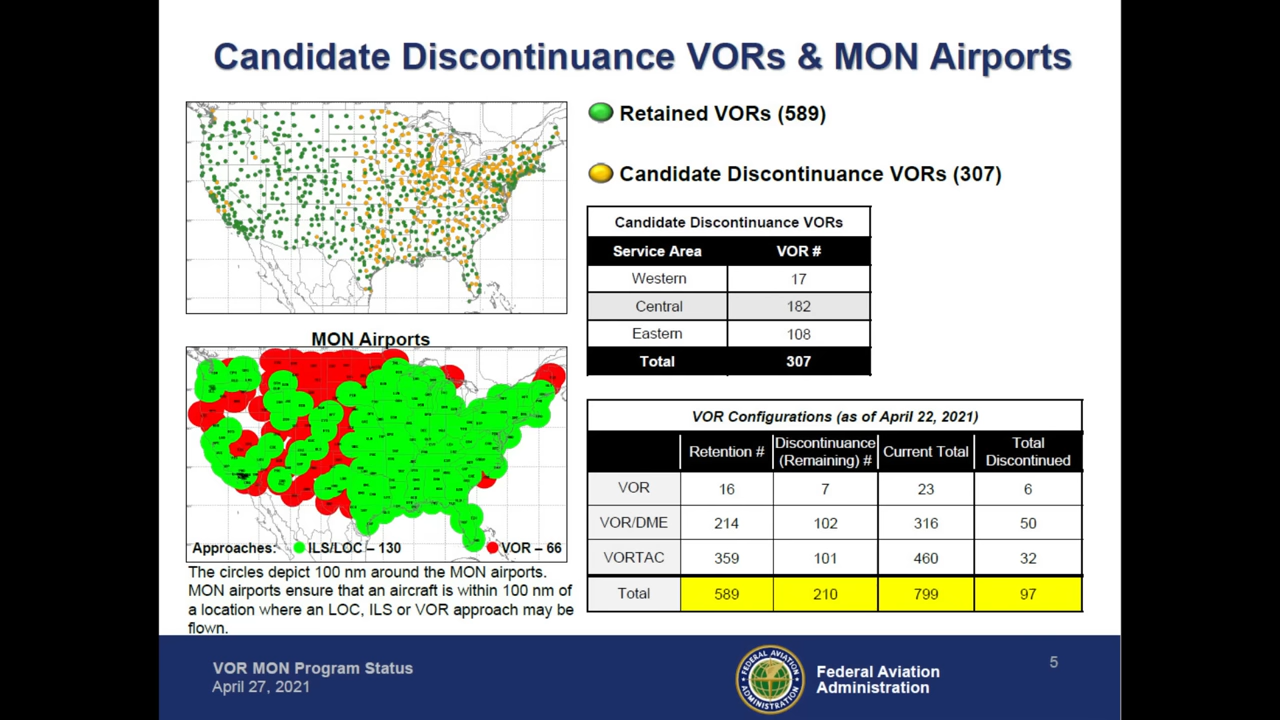 Candidate Discontinuance VORs & MON Airports
Retained VORs (589)
Candidate Discontinuance VORs (307)
Candidate Discontinuance VORs
Service Area VOR #
Western 17
Central 182
Eastern 108
Total 307
MON Airports
Approaches: ILS/LOC – 130 VOR – 66
The circles depict 100 nm around the MON airports.
MON airports ensure that an aircraft is within 100 nm of
a location where an LOC, ILS or VOR approach may be
flown.
VOR Configurations (as of April 22, 2021)
Retention # Discontinuance (Remaining) # Current Total Total Discontinued
VOR 16 7 23 6
VOR/DME 214 102 316 50
VORTAC 359 101 460 32
Total 589 210 799 97
VOR MON Program Status
April 27, 2021
FEDERAL AVIATION
ADMINISTRATION
Federal Aviation
Administration
5